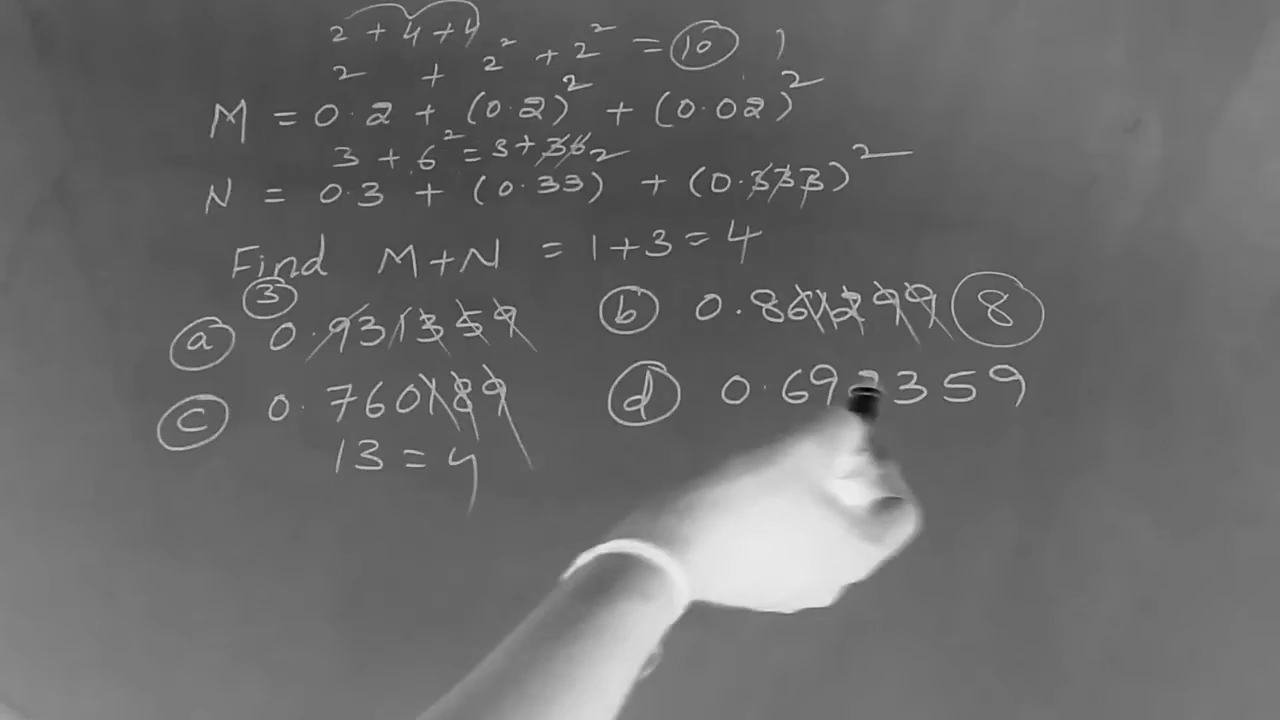 2 + 4 + 4
2 + 2² + 2² = 10 1
M = 0.2 + (0.2)² + (0.02)²
3 + 6² = 3 + 36 2
N = 0.3 + (0.33) + (0.333)²
Find M+N = 1+3 = 4
3
a 0.931359 b 0.861299 8
c 0.760189 d 0.69 359
13 = 4